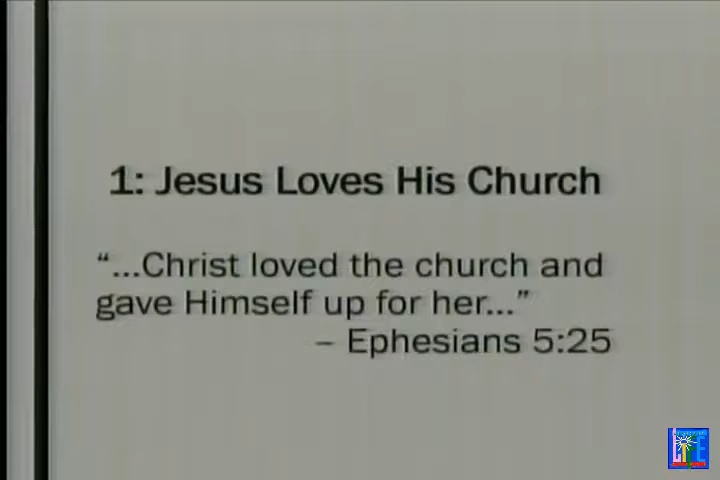 1: Jesus Loves His Church
“...Christ loved the church and
gave Himself up for her...”
– Ephesians 5:25